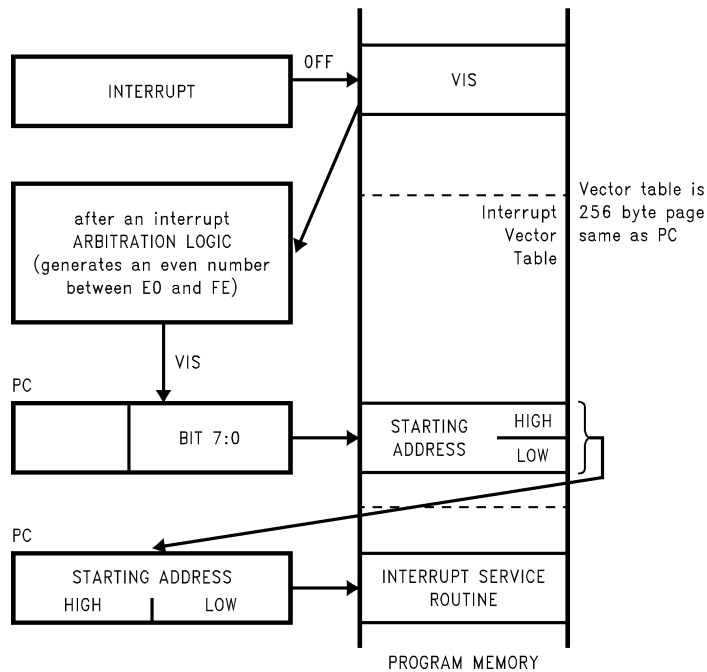 OFF
INTERRUPT
VIS
after an interrupt
ARBITRATION LOGIC
(generates an even number
between E0 and FE)
Interrupt
Vector
Table
Vector table is
256 byte page
same as PC
VIS
PC
BIT 7:0
STARTING
ADDRESS
HIGH
LOW
PC
STARTING ADDRESS
HIGH
LOW
INTERRUPT SERVICE
ROUTINE
PROGRAM MEMORY